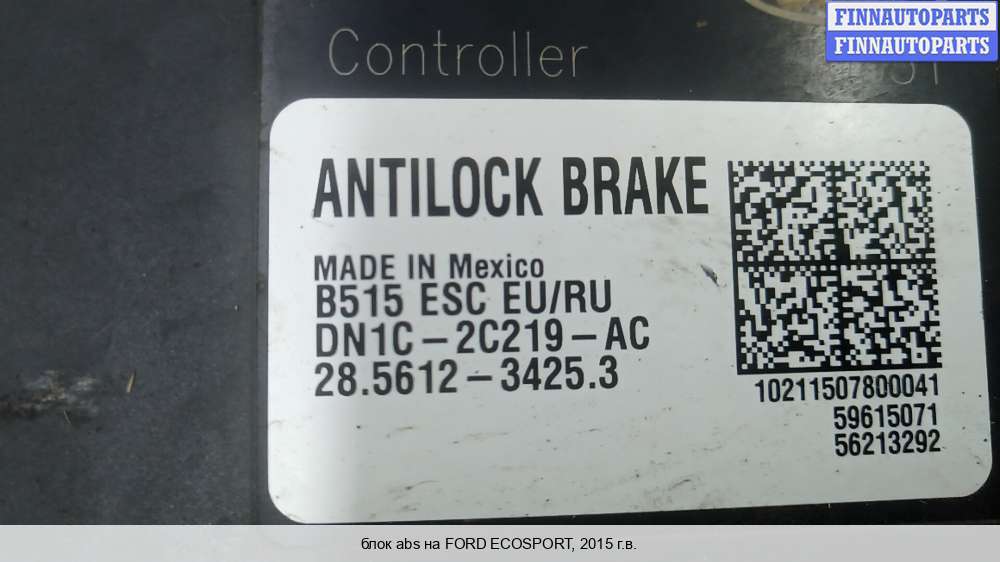 FINNAUTOPARTS
FINNAUTOPARTS
Controller
ANTILOCK BRAKE
MADE IN Mexico
B515 ESC EU/RU
DN1C-2C219-AC
28.5612-3425.3
10211507800041
59615071
56213292
блок abs на FORD ECOSPORT, 2015 г.в.